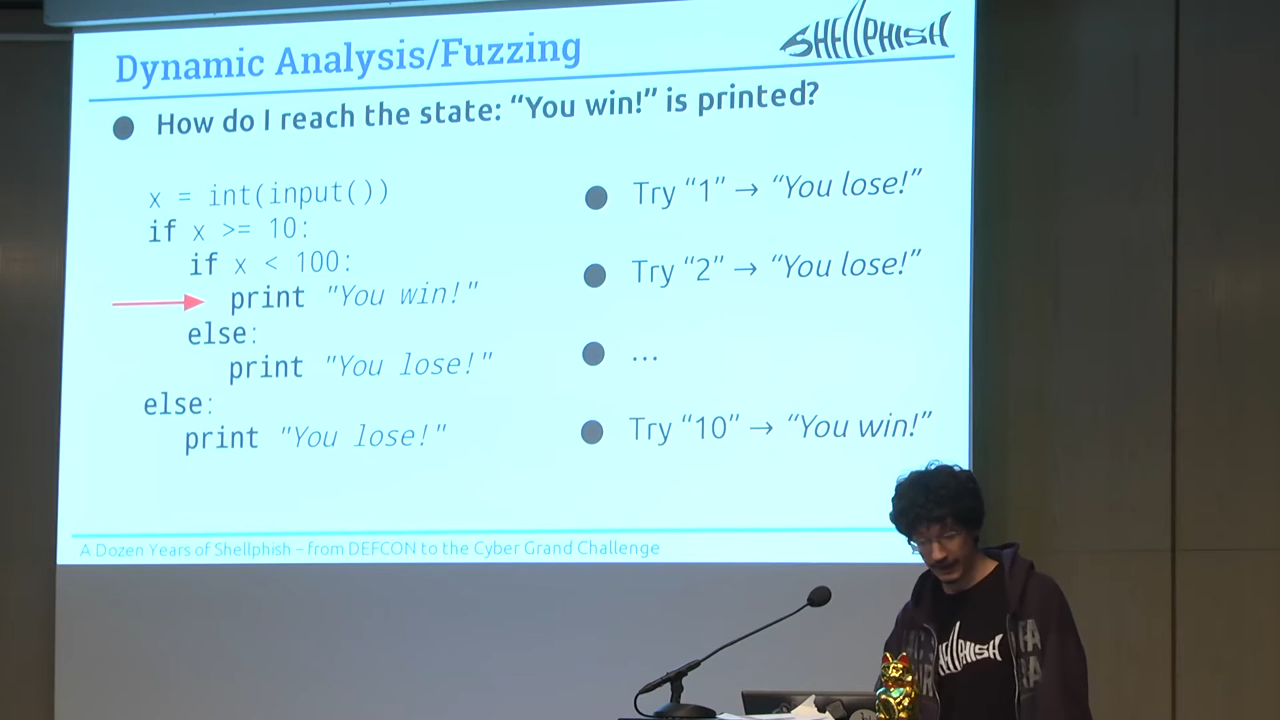 SHELLPHISH
Dynamic Analysis/Fuzzing
● How do I reach the state: “You win!” is printed?
x = int(input())
if x >= 10:
if x < 100:
print "You win!"
else:
print "You lose!"
else:
print "You lose!"
● Try “1” → “You lose!”
● Try “2” → “You lose!”
● ...
● Try “10” → “You win!”
A Dozen Years of Shellphish – from DEFCON to the Cyber Grand Challenge